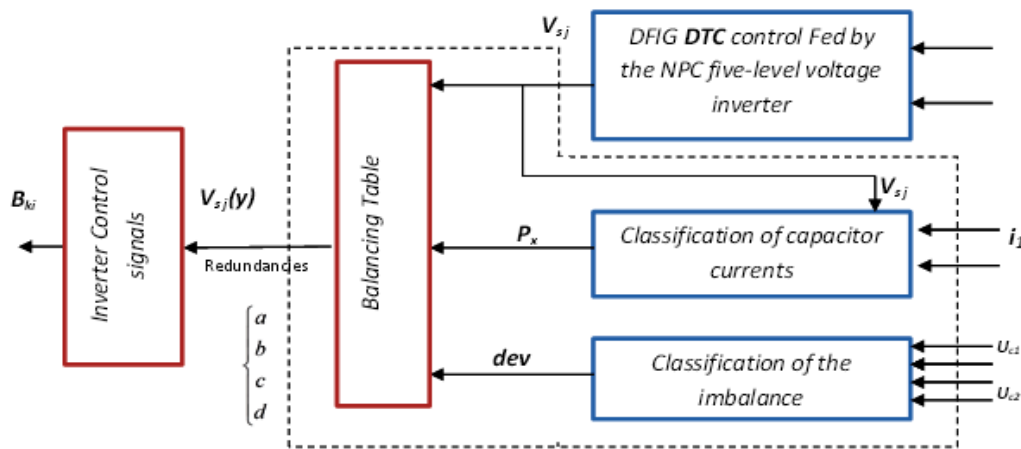 V_sj
DFIG DTC control Fed by
the NPC five-level voltage
inverter
Balancing Table
Inverter Control
signals
B_ki
V_sj(y)
Redundancies
a
b
c
d
V_sj
P_x
Classification of capacitor
currents
i_1
dev
Classification of the
imbalance
U_c1
U_c2